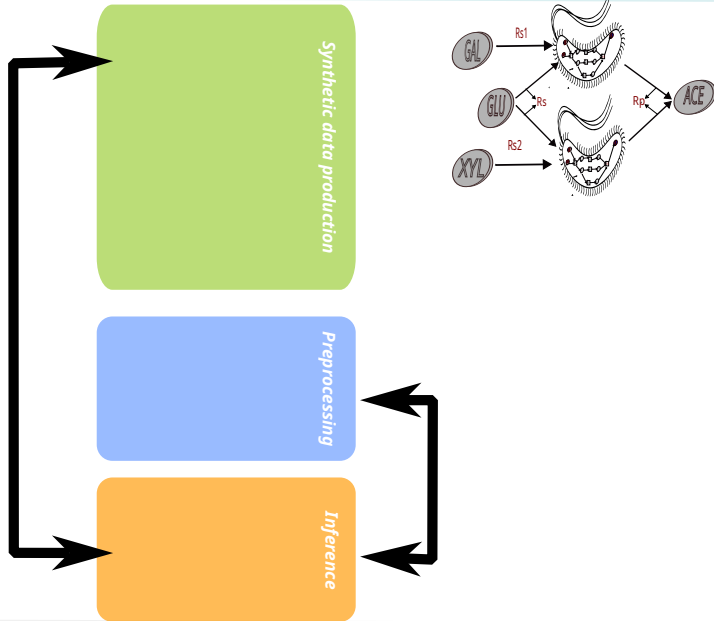 Synthetic data production
Preprocessing
Inference
Rs1
GAL
GLU
Rs
Rp
ACE
Rs2
XYL